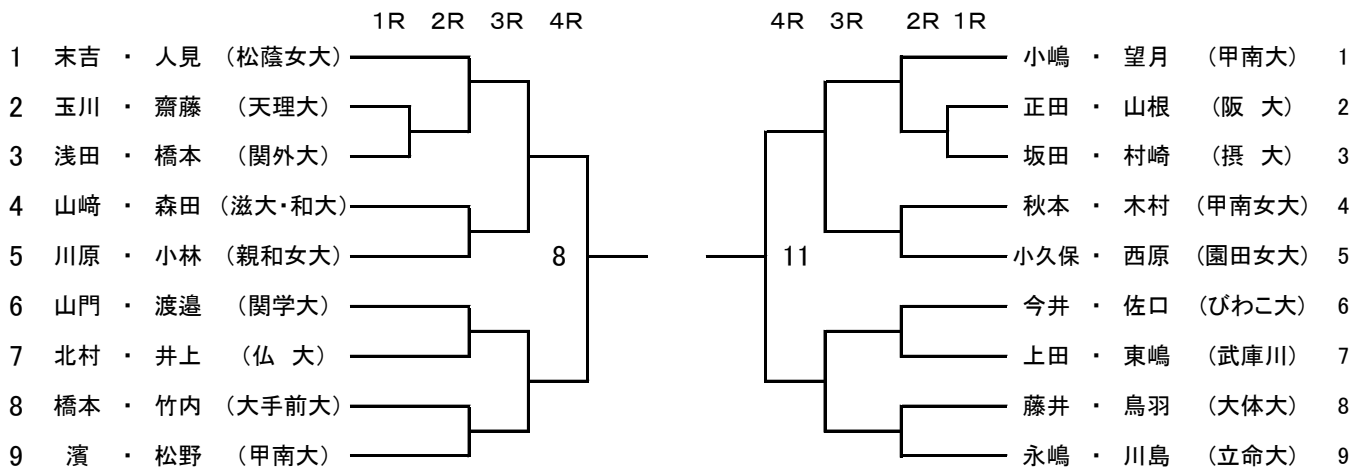 1R 2R 3R 4R 4R 3R 2R 1R
1 末吉 ・ 人見 (松蔭女大) 小嶋 ・ 望月 (甲南大) 1
2 玉川 ・ 齋藤 (天理大) 正田 ・ 山根 (阪 大) 2
3 浅田 ・ 橋本 (関外大) 坂田 ・ 村崎 (摂 大) 3
4 山﨑 ・ 森田 (滋大・和大) 秋本 ・ 木村 (甲南女大) 4
5 川原 ・ 小林 (親和女大) 8 11 小久保 ・ 西原 (園田女大) 5
6 山門 ・ 渡邉 (関学大) 今井 ・ 佐口 (びわこ大) 6
7 北村 ・ 井上 (仏 大) 上田 ・ 東嶋 (武庫川) 7
8 橋本 ・ 竹内 (大手前大) 藤井 ・ 鳥羽 (大体大) 8
9 濱 ・ 松野 (甲南大) 永嶋 ・ 川島 (立命大) 9